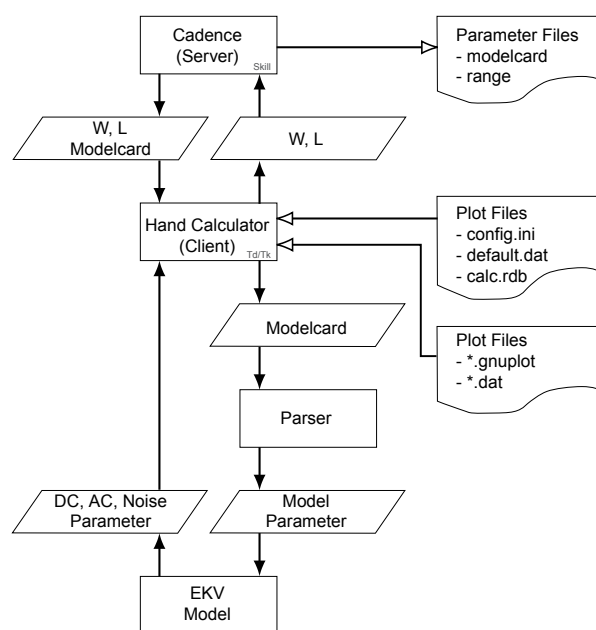 Cadence
(Server)
Skill
Parameter Files
- modelcard
- range
W, L
Modelcard
W, L
Hand Calculator
(Client)
Td/Tk
Plot Files
- config.ini
- default.dat
- calc.rdb
Modelcard
Plot Files
- *.gnuplot
- *.dat
Parser
DC, AC, Noise
Parameter
Model
Parameter
EKV
Model